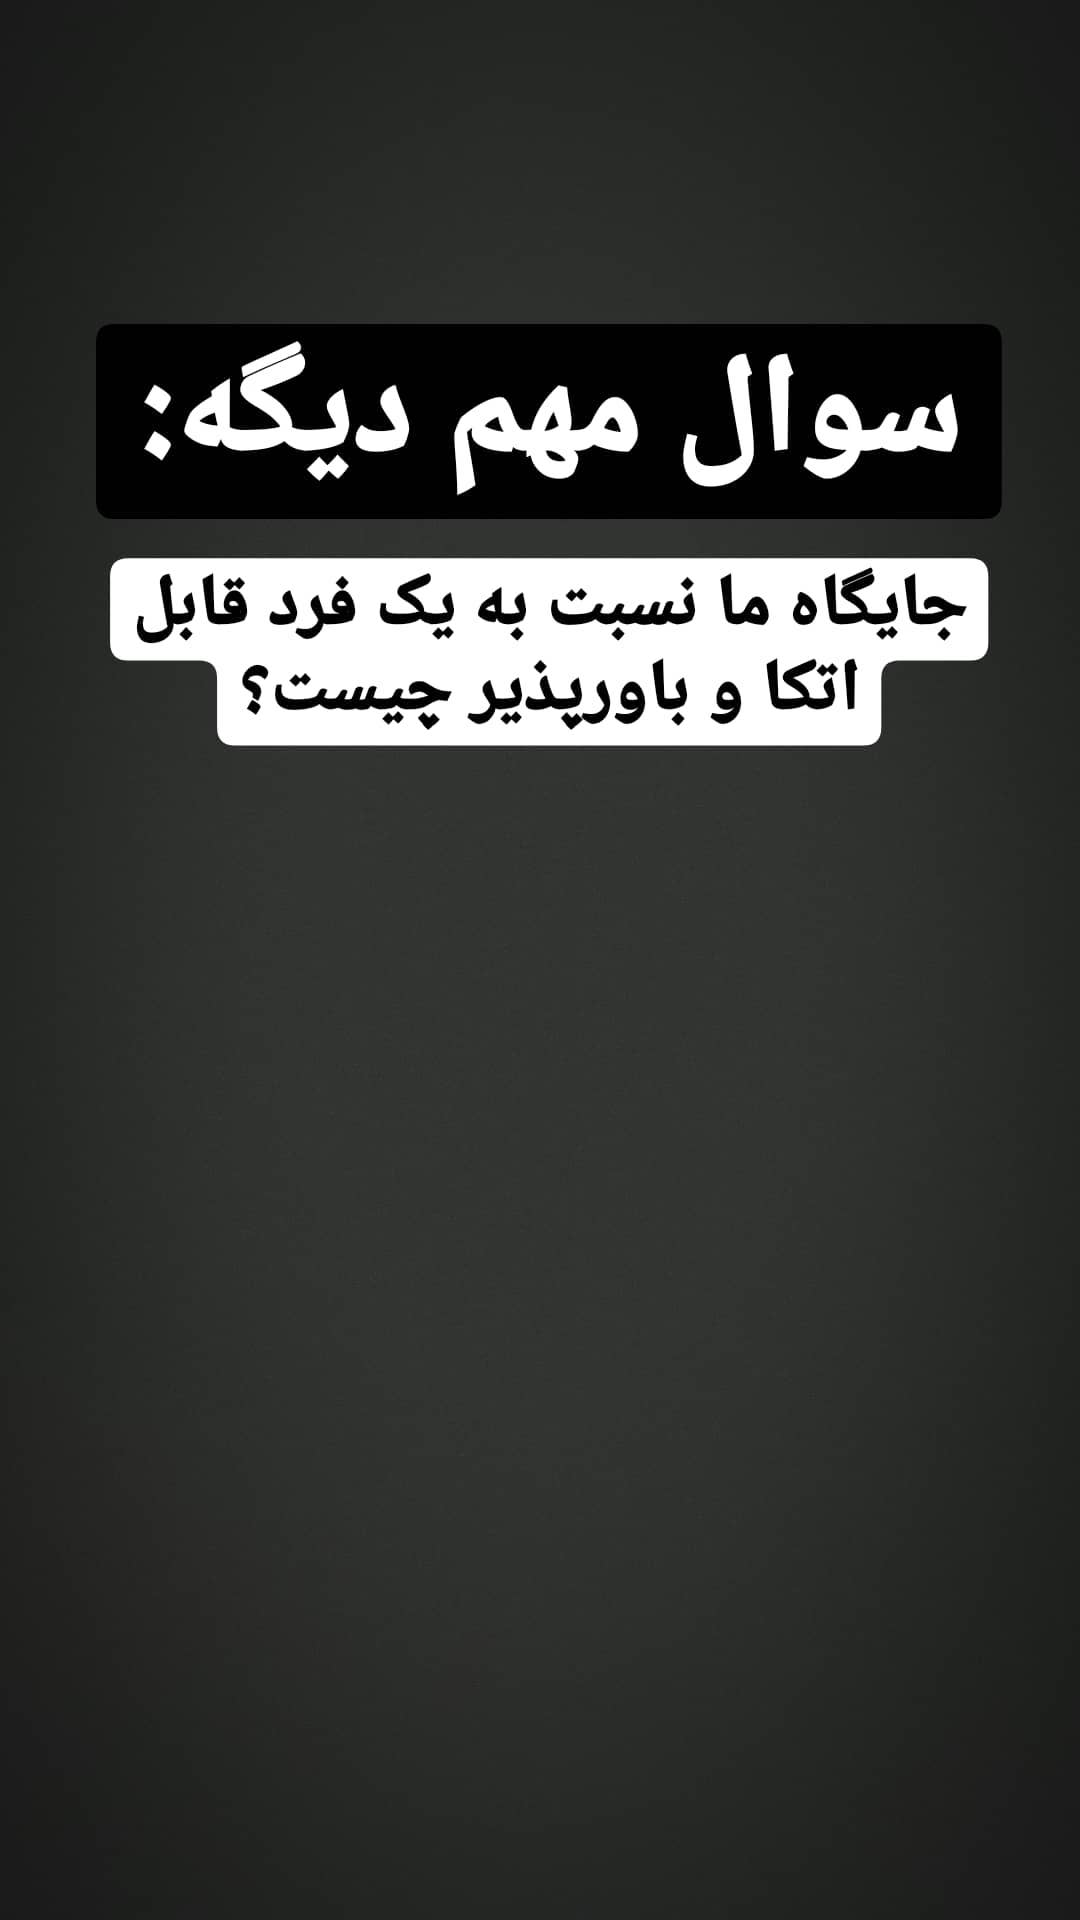 سوال مهم دیگه:
جایگاه ما نسبت به یک فرد قابل
اتکا و باورپذیر چیست؟